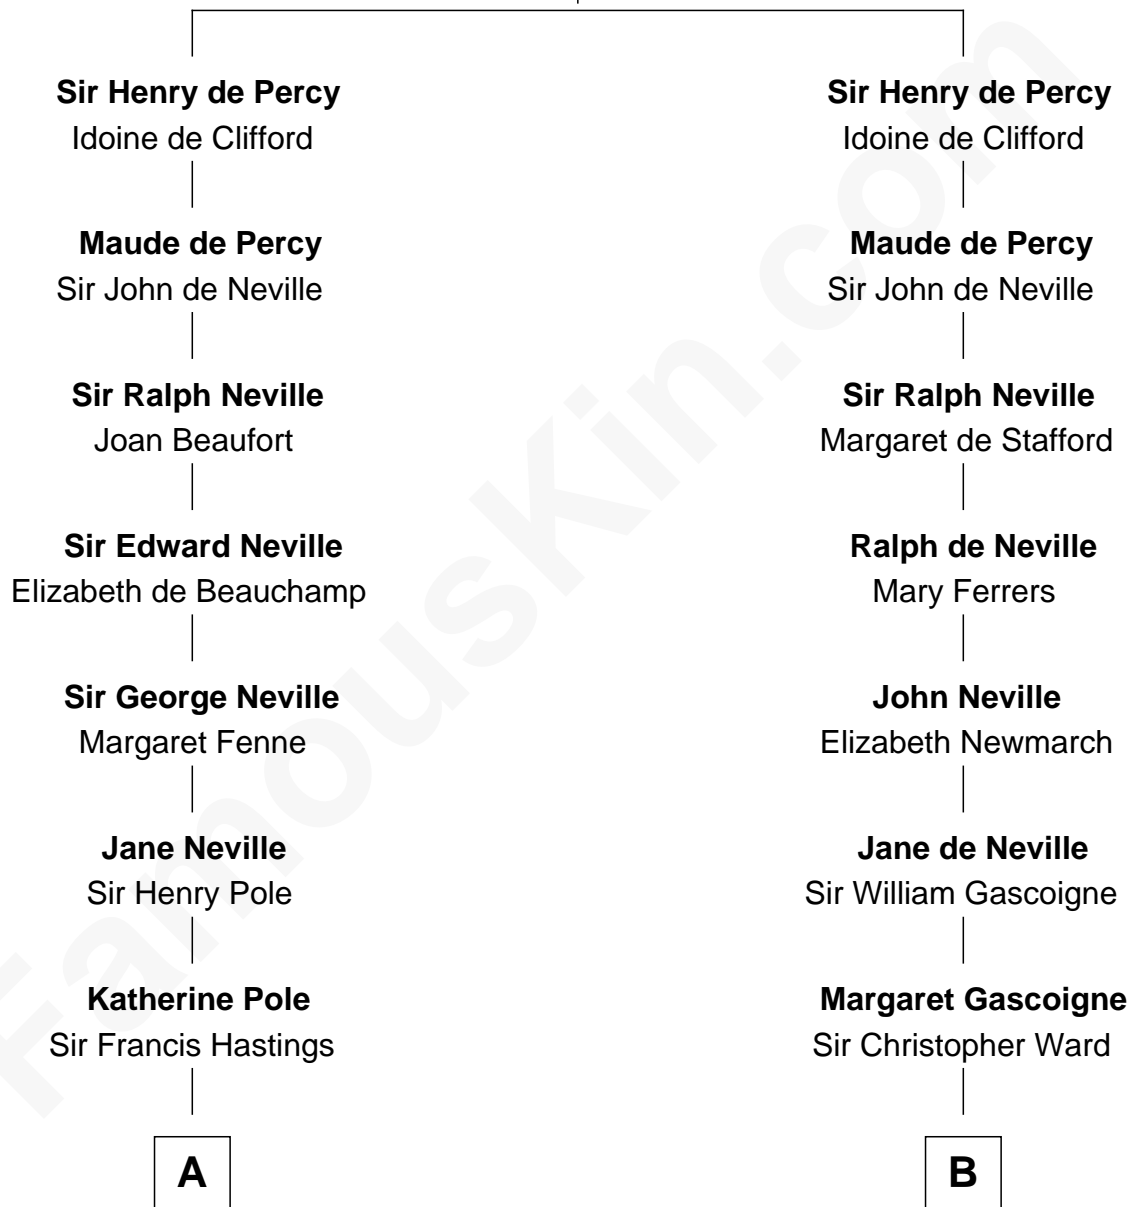 Sir Henry de Percy
Idoine de Clifford
Maude de Percy
Sir John de Neville
Sir Ralph Neville
Joan Beaufort
Sir Edward Neville
Elizabeth de Beauchamp
Sir George Neville
Margaret Fenne
Jane Neville
Sir Henry Pole
Katherine Pole
Sir Francis Hastings
A
Sir Henry de Percy
Idoine de Clifford
Maude de Percy
Sir John de Neville
Sir Ralph Neville
Margaret de Stafford
Ralph de Neville
Mary Ferrers
John Neville
Elizabeth Newmarch
Jane de Neville
Sir William Gascoigne
Margaret Gascoigne
Sir Christopher Ward
B
FamousKin.com